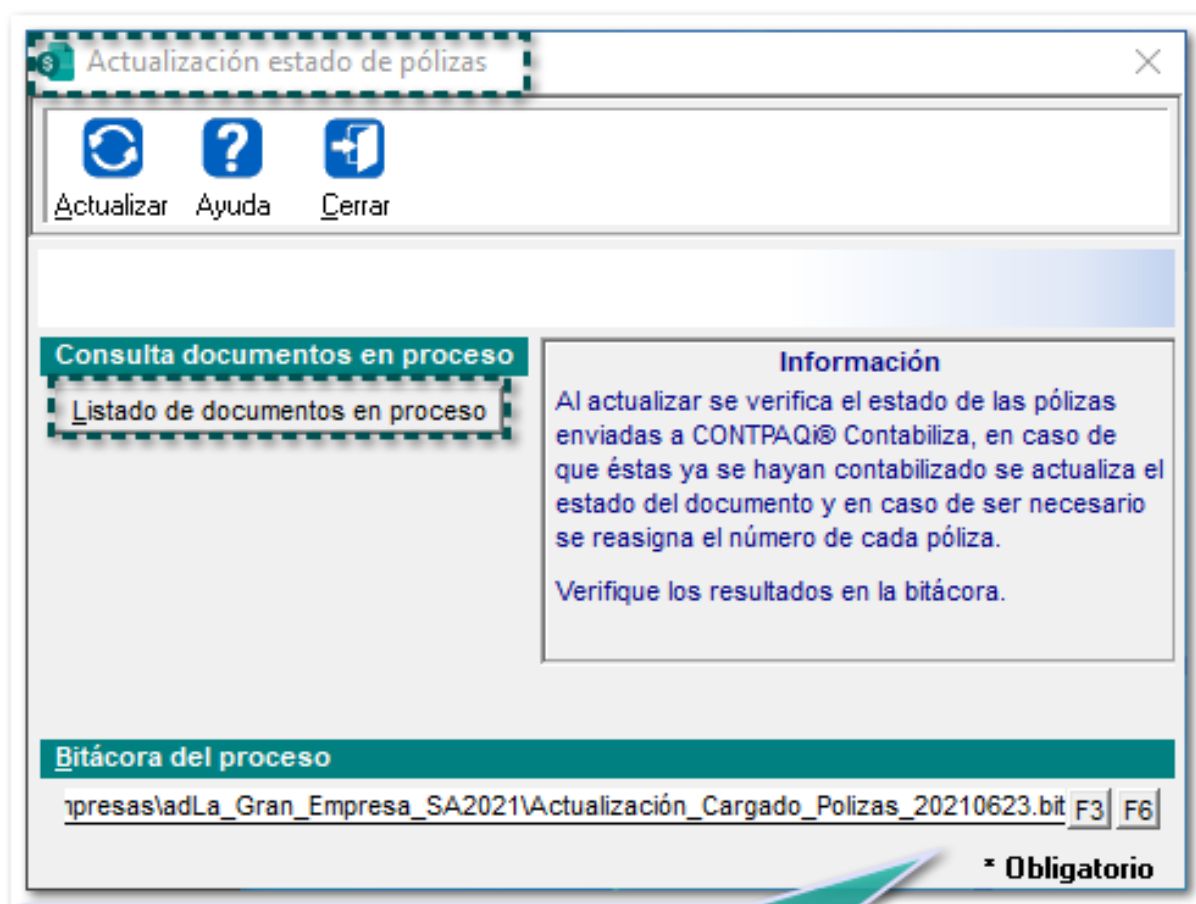 Actualización estado de pólizas
Actualizar Ayuda Cerrar
Consulta documentos en proceso
Listado de documentos en proceso
Información
Al actualizar se verifica el estado de las pólizas
enviadas a CONTPAQi® Contabiliza, en caso de
que éstas ya se hayan contabilizado se actualiza el
estado del documento y en caso de ser necesario
se reasigna el número de cada póliza.
Verifique los resultados en la bitácora.
Bitácora del proceso
npresas\adLa_Gran_Empresa_SA2021\Actualización_Cargado_Polizas_20210623.bit F3 F6
* Obligatorio